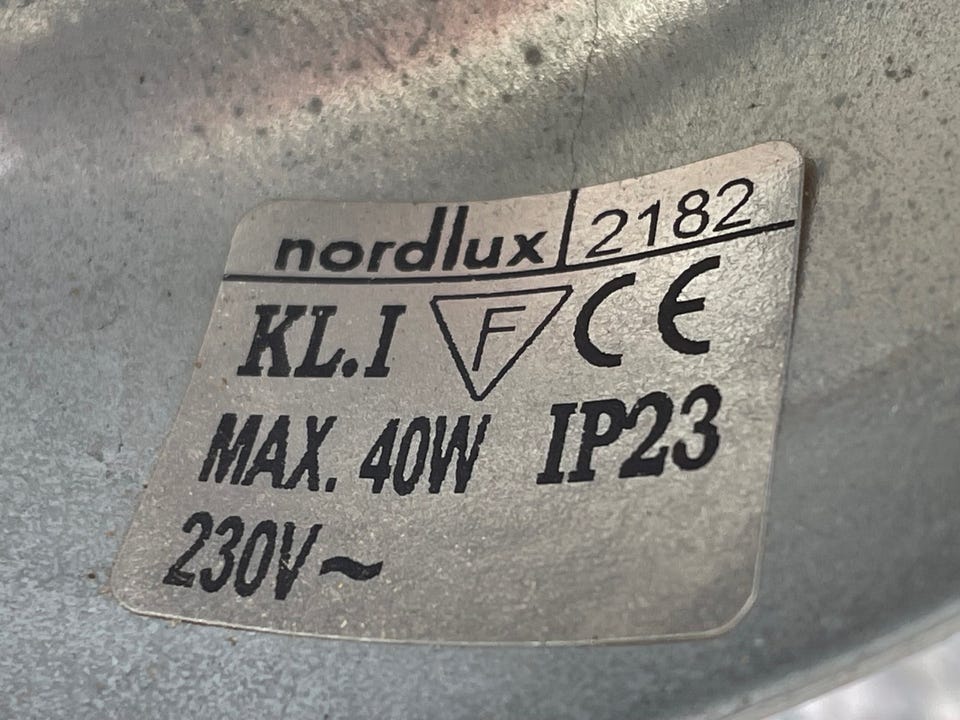 nordlux 2182
KL.I F CE
MAX. 40W IP23
230V~